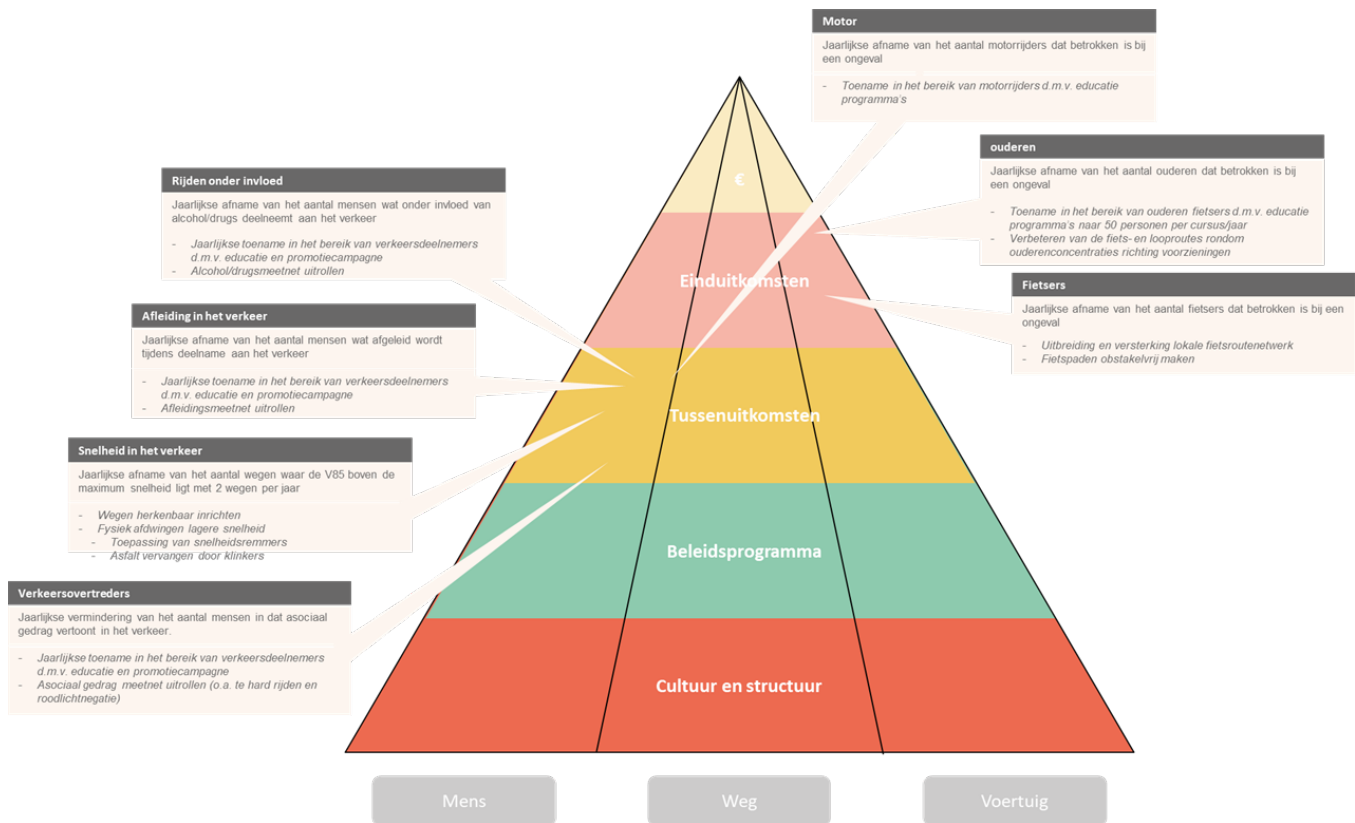 Motor
Jaarlijkse afname van het aantal motorrijders dat betrokken is bij
een ongeval
- Toename in het bereik van motorrijders d.m.v. educatie
programma's
ouderen
Jaarlijkse afname van het aantal ouderen dat betrokken is bij
een ongeval
- Toename in het bereik van ouderen fietsers d.m.v. educatie
programma's naar 50 personen per cursus/jaar
- Verbeteren van de fiets- en looproutes rondom
ouderenconcentraties richting voorzieningen
Fietsers
Jaarlijkse afname van het aantal fietsers dat betrokken is bij een
ongeval
- Uitbreiding en versterking lokale fietsroutenetwerk
- Fietspaden obstakelvrij maken
Rijden onder invloed
Jaarlijkse afname van het aantal mensen wat onder invloed van
alcohol/drugs deelneemt aan het verkeer
- Jaarlijkse toename in het bereik van verkeersdeelnemers
d.m.v. educatie en promotiecampagne
- Alcohol/drugsmeetnet uitrollen
Afleiding in het verkeer
Jaarlijkse afname van het aantal mensen wat afgeleid wordt
tijdens deelname aan het verkeer
- Jaarlijkse toename in het bereik van verkeersdeelnemers
d.m.v. educatie en promotiecampagne
- Afleidingsmeetnet uitrollen
Snelheid in het verkeer
Jaarlijkse afname van het aantal wegen waar de V85 boven de
maximum snelheid ligt met 2 wegen per jaar
- Wegen herkenbaar inrichten
- Fysiek afdwingen lagere snelheid
- Toepassing van snelheidsremmers
- Asfalt vervangen door klinkers
Verkeersovertreders
Jaarlijkse vermindering van het aantal mensen in dat asociaal
gedrag vertoont in het verkeer.
- Jaarlijkse toename in het bereik van verkeersdeelnemers
d.m.v. educatie en promotiecampagne
- Asociaal gedrag meetnet uitrollen (o.a. te hard rijden en
roodlichtnegatie)
€
Einduitkomsten
Tussenuitkomsten
Beleidsprogramma
Cultuur en structuur
Mens
Weg
Voertuig